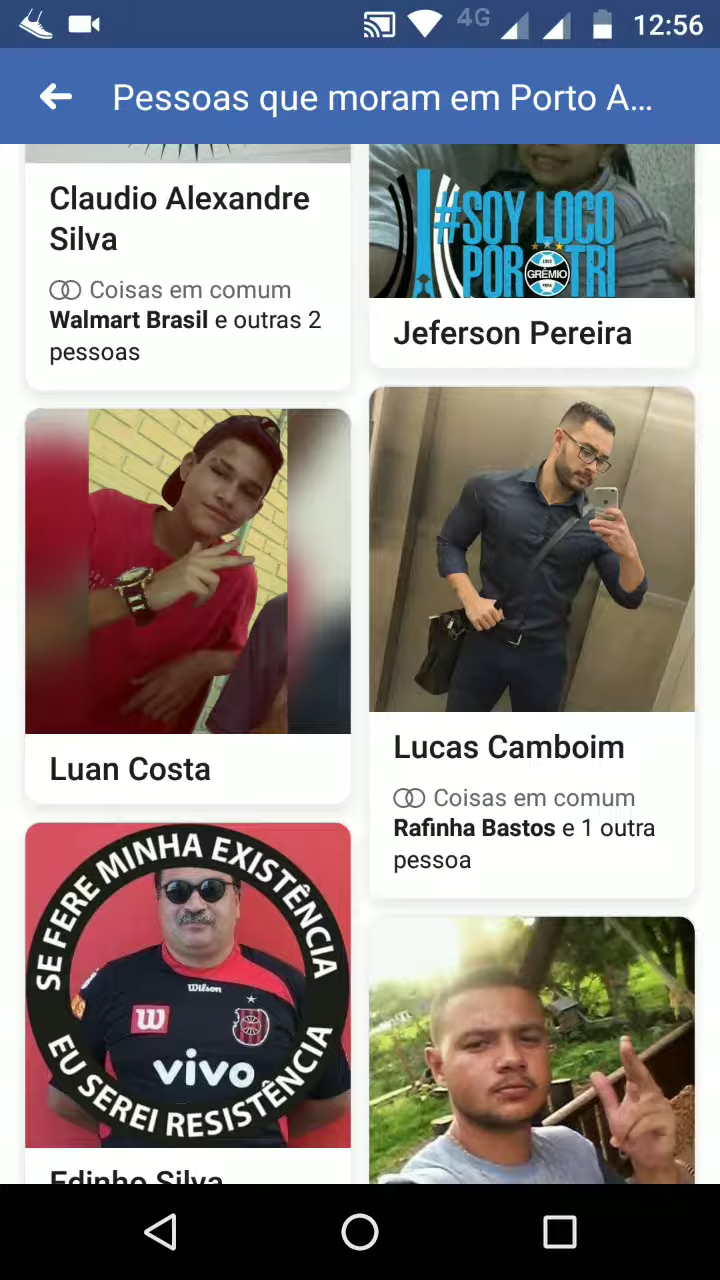 4G
12:56
Pessoas que moram em Porto A...
Claudio Alexandre
Silva
Coisas em comum
Walmart Brasil e outras 2
pessoas
#SOY LOCO
POR TRI
1903
GRÊMIO
FBPA
Jeferson Pereira
Luan Costa
Lucas Camboim
Coisas em comum
Rafinha Bastos e 1 outra
pessoa
SE FERE MINHA EXISTÊNCIA
Wilson
W
vivo
EU SEREI RESISTÊNCIA
Edinho Silva